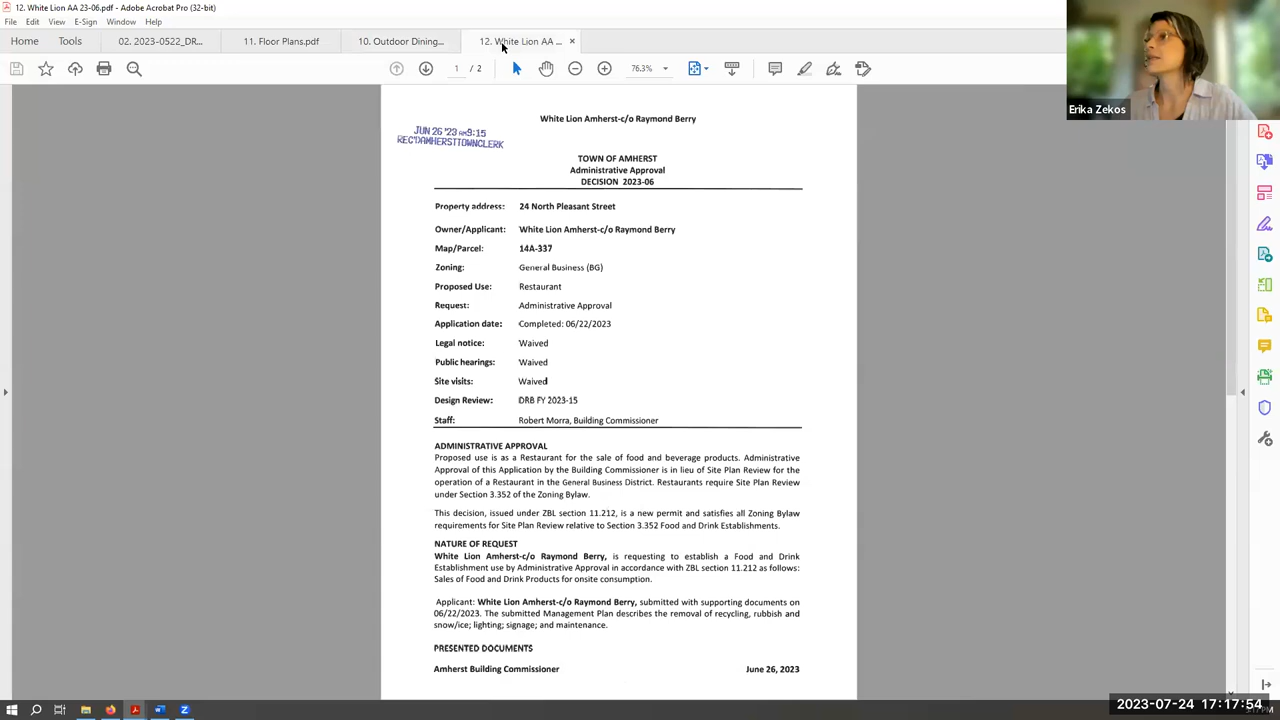 12. White Lion AA 23-06.pdf - Adobe Acrobat Pro (32-bit)
File Edit View E-Sign Window Help
Home Tools 02. 2023-0522_DR... 11. Floor Plans.pdf 10. Outdoor Dining... 12. White Lion AA ...
1 / 2 76.3%
Erika Zekos
White Lion Amherst-c/o Raymond Berry
JUN 26 '23 AM9:15
REC'DAMHERSTTOWNCLERK
TOWN OF AMHERST
Administrative Approval
DECISION 2023-06
Property address: 24 North Pleasant Street
Owner/Applicant: White Lion Amherst-c/o Raymond Berry
Map/Parcel: 14A-337
Zoning: General Business (BG)
Proposed Use: Restaurant
Request: Administrative Approval
Application date: Completed: 06/22/2023
Legal notice: Waived
Public hearings: Waived
Site visits: Waived
Design Review: DRB FY 2023-15
Staff: Robert Morra, Building Commissioner
ADMINISTRATIVE APPROVAL
Proposed use is as a Restaurant for the sale of food and beverage products. Administrative
Approval of this Application by the Building Commissioner is in lieu of Site Plan Review for the
operation of a Restaurant in the General Business District. Restaurants require Site Plan Review
under Section 3.352 of the Zoning Bylaw.
This decision, issued under ZBL section 11.212, is a new permit and satisfies all Zoning Bylaw
requirements for Site Plan Review relative to Section 3.352 Food and Drink Establishments.
NATURE OF REQUEST
White Lion Amherst-c/o Raymond Berry, is requesting to establish a Food and Drink
Establishment use by Administrative Approval in accordance with ZBL section 11.212 as follows:
Sales of Food and Drink Products for onsite consumption.
Applicant: White Lion Amherst-c/o Raymond Berry, submitted with supporting documents on
06/22/2023. The submitted Management Plan describes the removal of recycling, rubbish and
snow/ice; lighting; signage; and maintenance.
PRESENTED DOCUMENTS
Amherst Building Commissioner June 26, 2023
2023-07-24 17:17:54